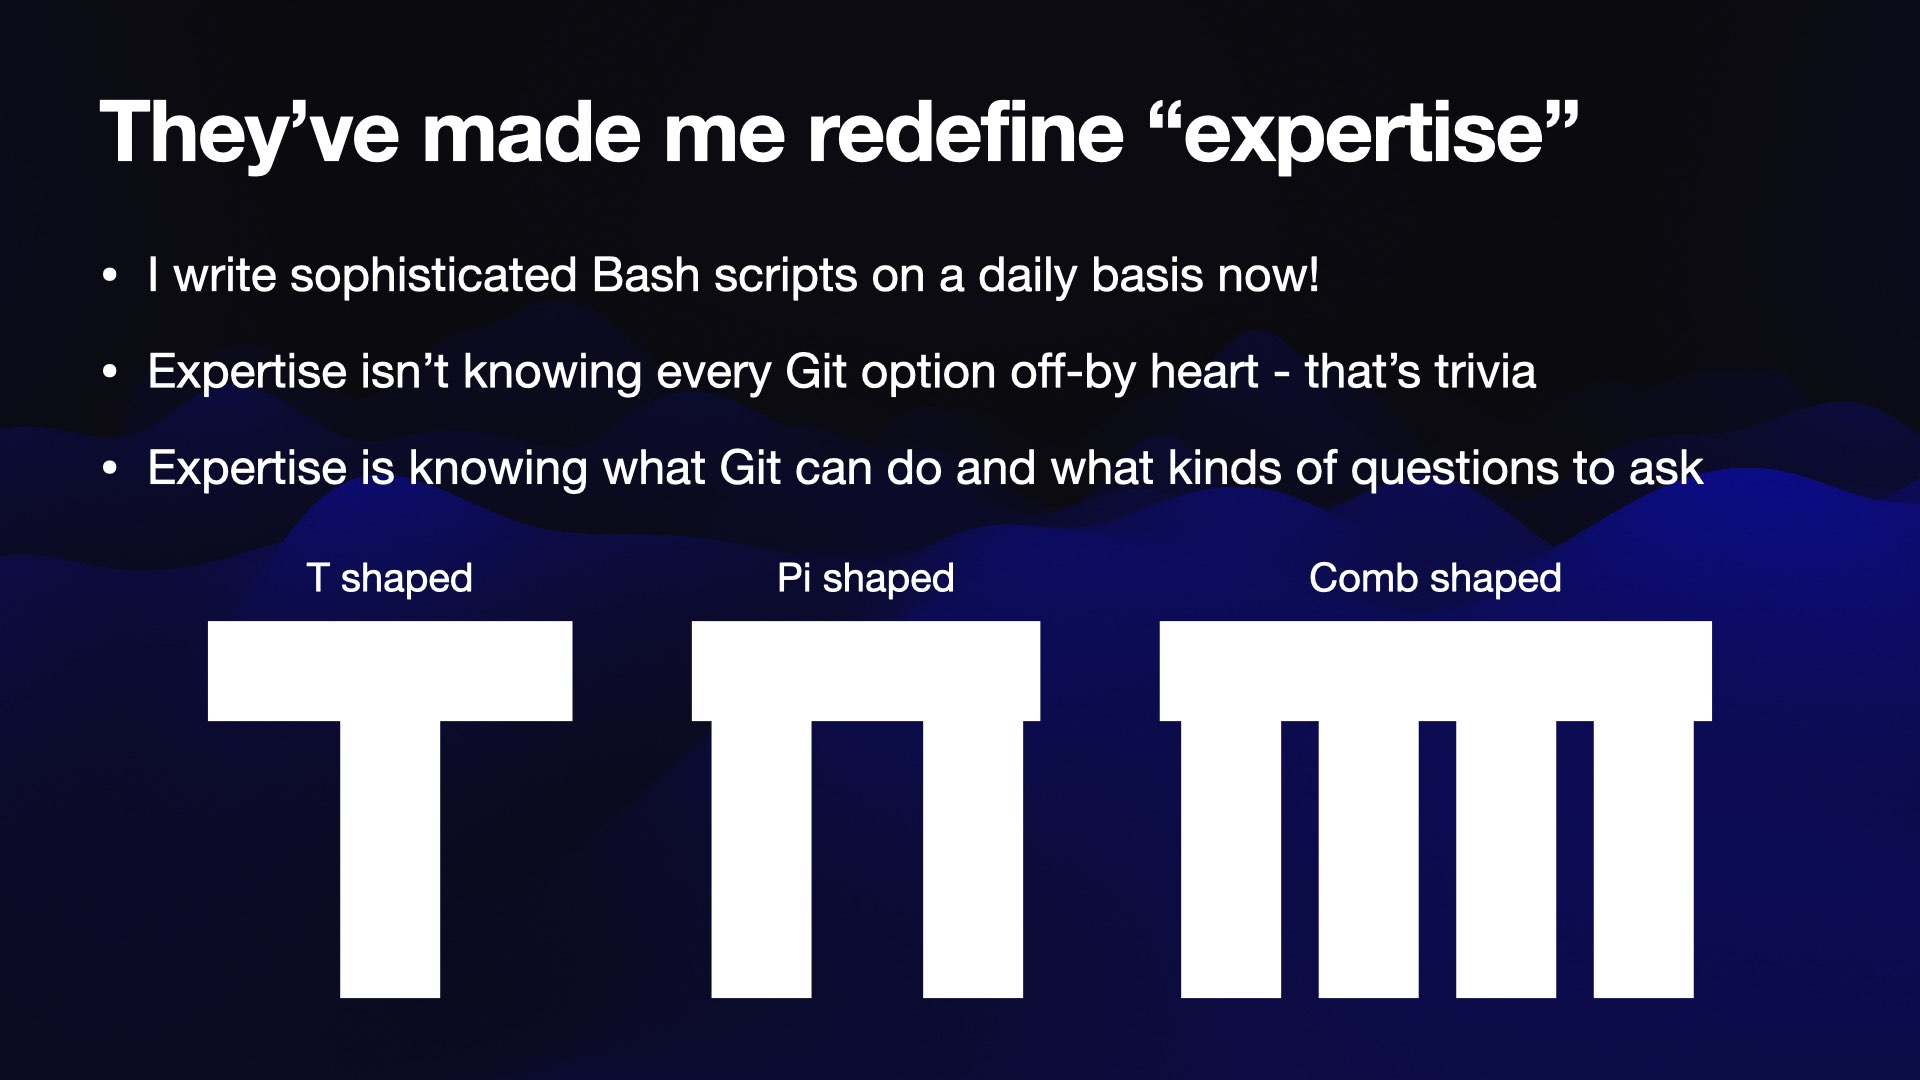 They’ve made me redefine “expertise”
• I write sophisticated Bash scripts on a daily basis now!
• Expertise isn’t knowing every Git option off-by heart - that’s trivia
• Expertise is knowing what Git can do and what kinds of questions to ask
T shaped
Pi shaped
Comb shaped